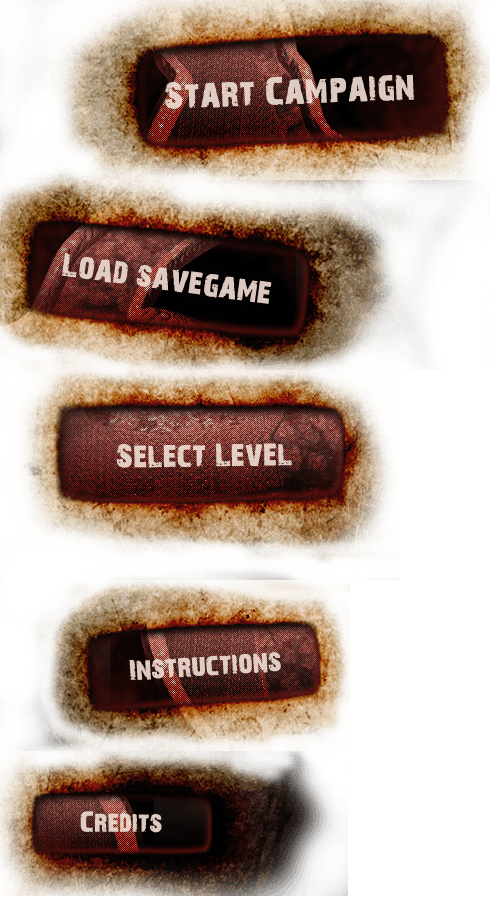 Start Campaign
Load Savegame
Select Level
Instructions
Credits